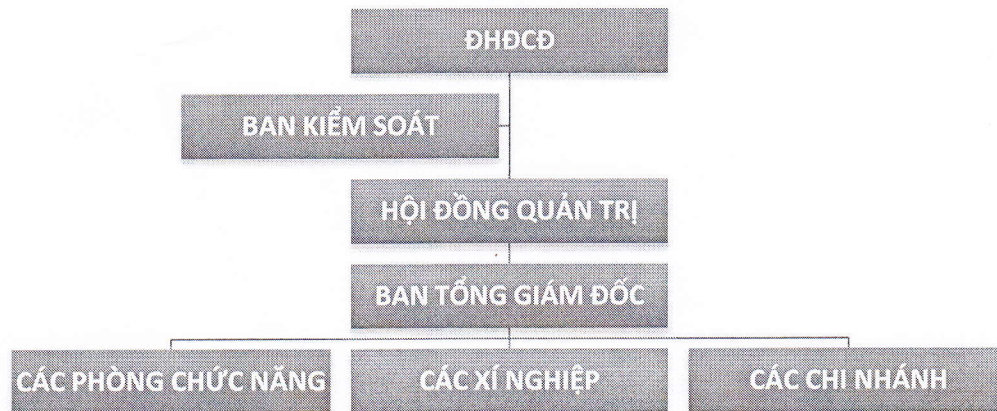 ĐHĐCĐ
BAN KIỂM SOÁT
HỘI ĐỒNG QUẢN TRỊ
BAN TỔNG GIÁM ĐỐC
CÁC PHÒNG CHỨC NĂNG
CÁC XÍ NGHIỆP
CÁC CHI NHÁNH